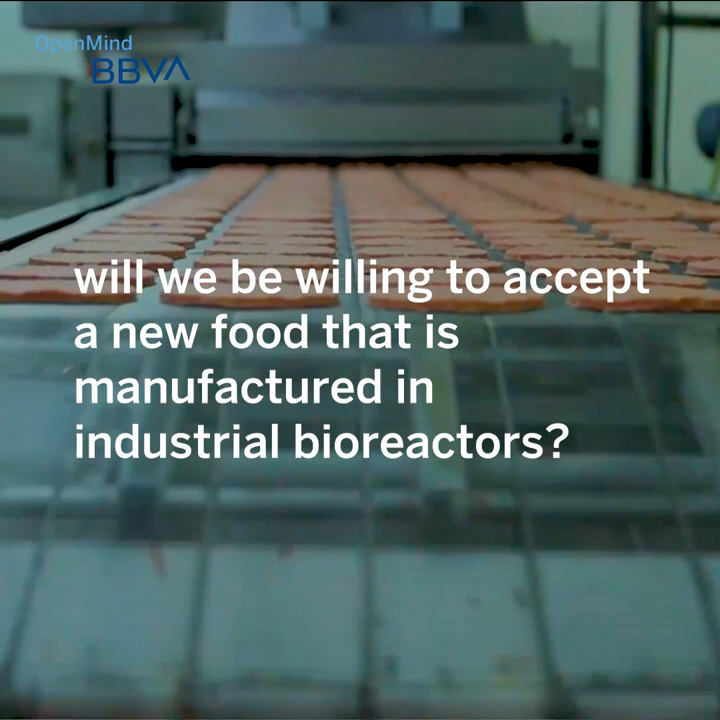 OpenMind
BBVA
will we be willing to accept
a new food that is
manufactured in
industrial bioreactors?